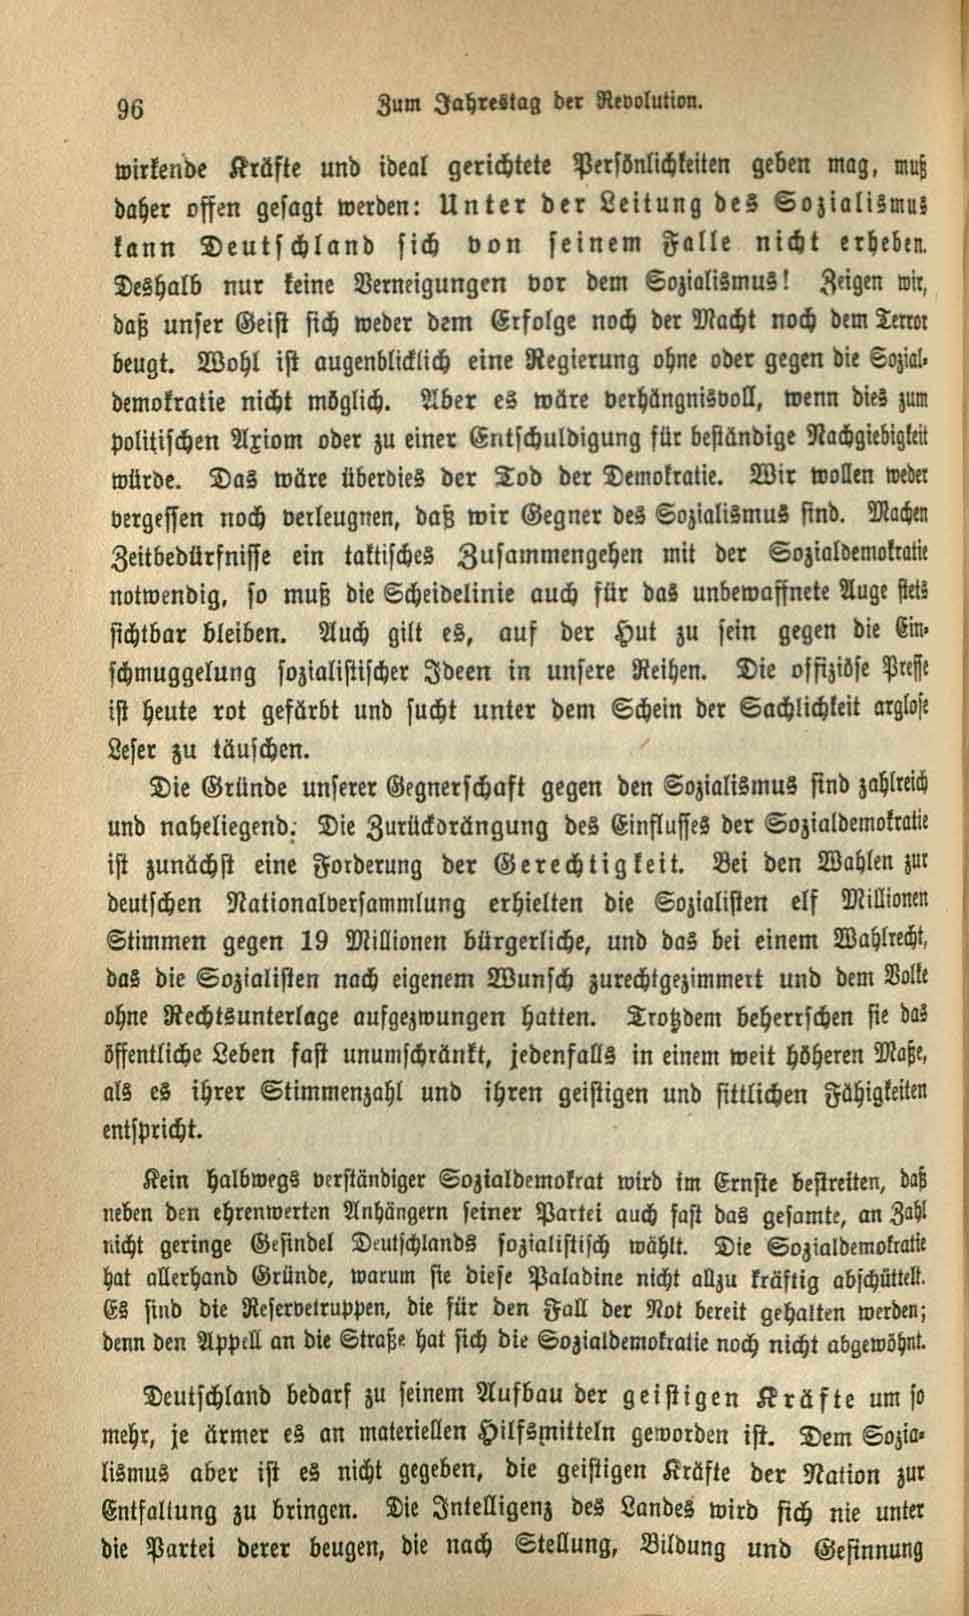 96
Zum Jahrestag der Revolution.
wirkende Kräfte und ideal gerichtete Persönlichkeiten geben mag, muß
daher offen gesagt werden: Unter der Leitung des Sozialismus
kann Deutschland sich von seinem Falle nicht erheben.
Deshalb nur keine Verneigungen vor dem Sozialismus! Zeigen wir,
daß unser Geist sich weder dem Erfolge noch der Macht noch dem Terror
beugt. Wohl ist augenblicklich eine Regierung ohne oder gegen die Sozial-
demokratie nicht möglich. Aber es wäre verhängnisvoll, wenn dies zum
politischen Axiom oder zu einer Entschuldigung für beständige Nachgiebigkeit
würde. Das wäre überdies der Tod der Demokratie. Wir wollen weder
vergessen noch verleugnen, daß wir Gegner des Sozialismus sind. Machen
Zeitbedürfnisse ein taktisches Zusammengehen mit der Sozialdemokratie
notwendig, so muß die Scheidelinie auch für das unbewaffnete Auge stets
sichtbar bleiben. Auch gilt es, auf der Hut zu sein gegen die Ein-
schmuggelung sozialistischer Ideen in unsere Reihen. Die offiziöse Presse
ist heute rot gefärbt und sucht unter dem Schein der Sachlichkeit arglose
Leser zu täuschen.
Die Gründe unserer Gegnerschaft gegen den Sozialismus sind zahlreich
und naheliegend: Die Zurückdrängung des Einflusses der Sozialdemokratie
ist zunächst eine Forderung der Gerechtigkeit. Bei den Wahlen zur
deutschen Nationalversammlung erhielten die Sozialisten elf Millionen
Stimmen gegen 19 Millionen bürgerliche, und das bei einem Wahlrecht,
das die Sozialisten nach eigenem Wunsch zurechtgezimmert und dem Volke
ohne Rechtsunterlage aufgezwungen hatten. Trotzdem beherrschen sie das
öffentliche Leben fast unumschränkt, jedenfalls in einem weit höheren Maße,
als es ihrer Stimmenzahl und ihren geistigen und sittlichen Fähigkeiten
entspricht.
Kein halbwegs verständiger Sozialdemokrat wird im Ernste bestreiten, daß
neben den ehrenwerten Anhängern seiner Partei auch fast das gesamte, an Zahl
nicht geringe Gesindel Deutschlands sozialistisch wählt. Die Sozialdemokratie
hat allerhand Gründe, warum sie diese Paladine nicht allzu kräftig abschüttelt.
Es sind die Reservetruppen, die für den Fall der Not bereit gehalten werden;
denn den Appell an die Straße hat sich die Sozialdemokratie noch nicht abgewöhnt.
Deutschland bedarf zu seinem Aufbau der geistigen Kräfte um so
mehr, je ärmer es an materiellen Hilfsmitteln geworden ist. Dem Sozia-
lismus aber ist es nicht gegeben, die geistigen Kräfte der Nation zur
Entfaltung zu bringen. Die Intelligenz des Landes wird sich nie unter
die Partei derer beugen, die nach Stellung, Bildung und Gesinnung